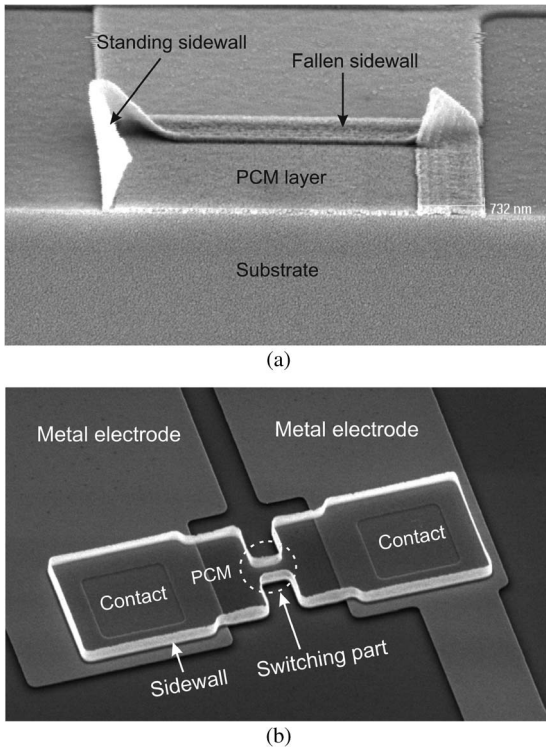 Standing sidewall
Fallen sidewall
PCM layer
732 nm
Substrate
(a)
Metal electrode
Metal electrode
Contact
PCM
Contact
Sidewall
Switching part
(b)